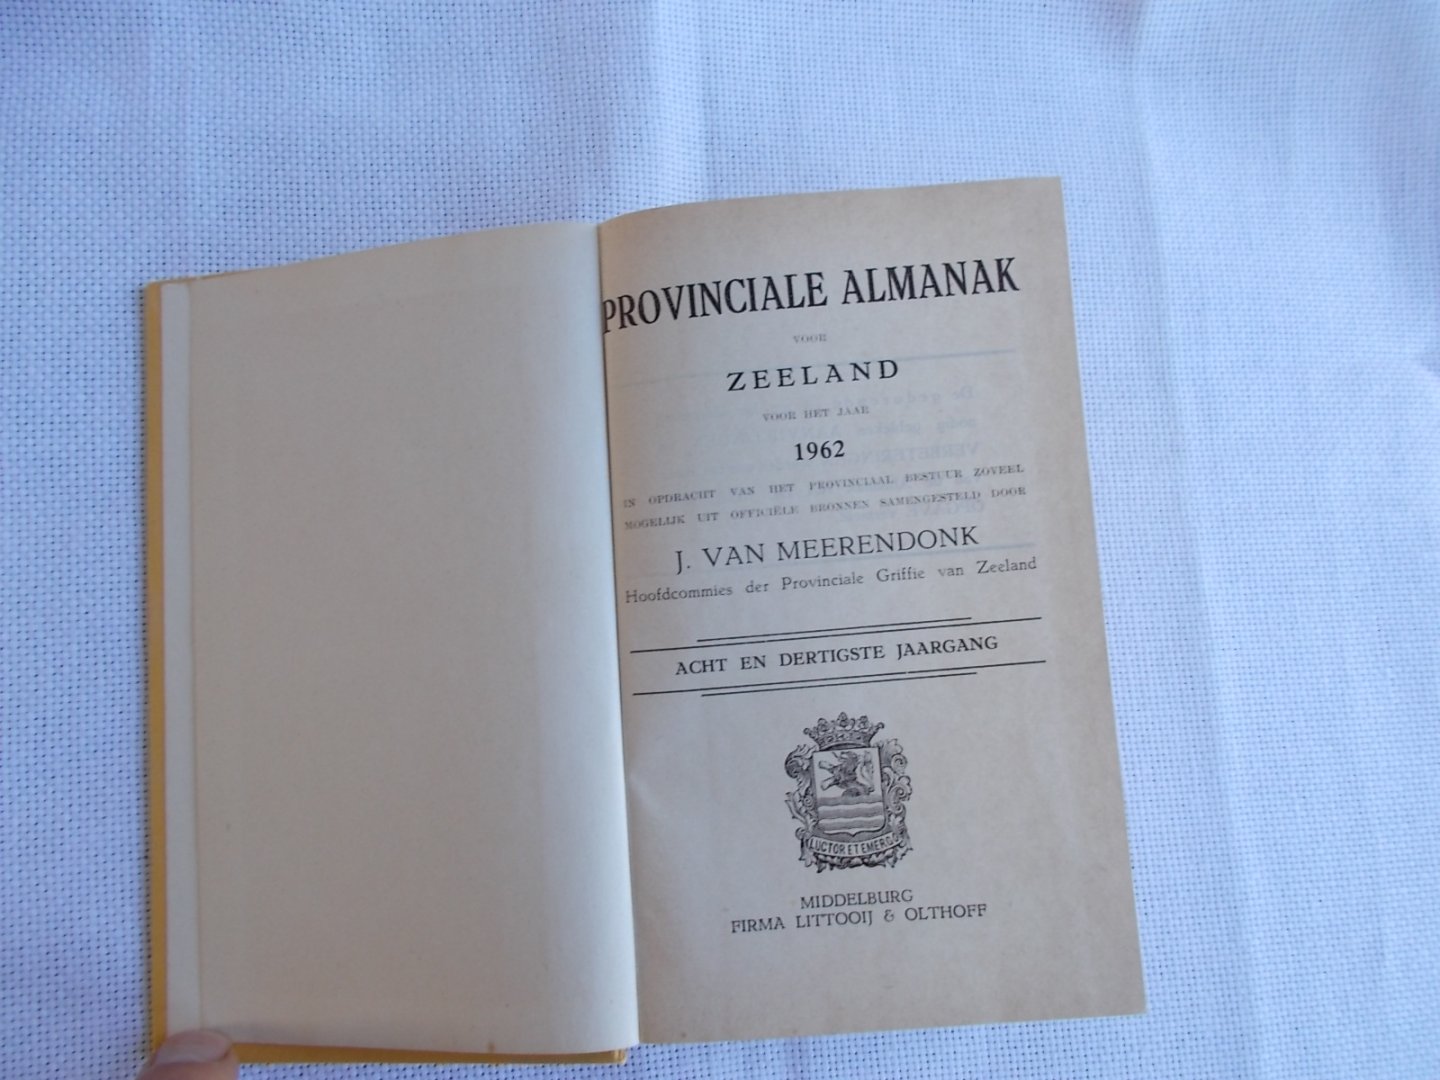 PROVINCIALE ALMANAK
VOOR
ZEELAND
VOOR HET JAAR
1962
IN OPDRACHT VAN HET PROVINCIAAL BESTUUR ZOVEEL
MOGELIJK UIT OFFICIËLE BRONNEN SAMENGESTELD DOOR
J. VAN MEERENDONK
Hoofdcommies der Provinciale Griffie van Zeeland
ACHT EN DERTIGSTE JAARGANG
LUCTOR ET EMERGO
MIDDELBURG
FIRMA LITTOOIJ & OLTHOFF